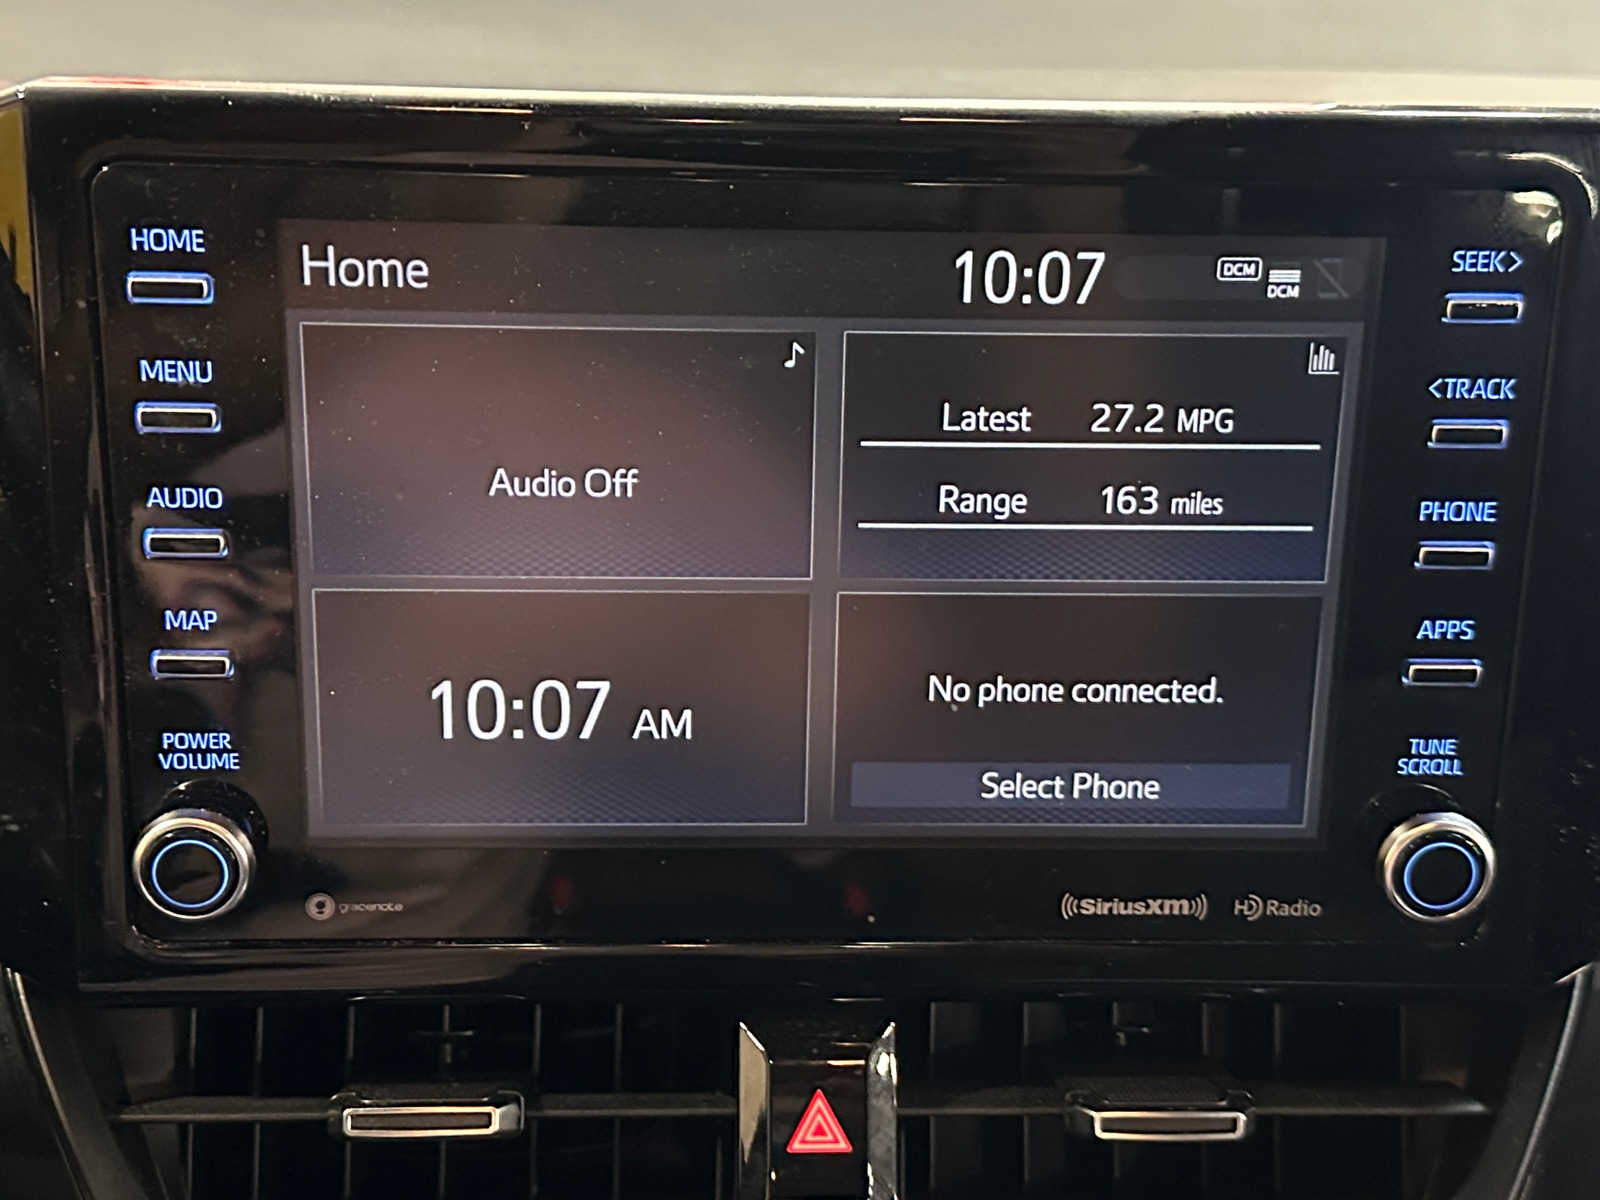 HOME
MENU
AUDIO
MAP
POWER
VOLUME
Home
10:07
DCM
DCM
Audio Off
Latest 27.2 MPG
Range 163 miles
10:07 AM
No phone connected.
Select Phone
SEEK>
<TRACK
PHONE
APPS
TUNE
SCROLL
gracenote
((SiriusXM))
HD Radio